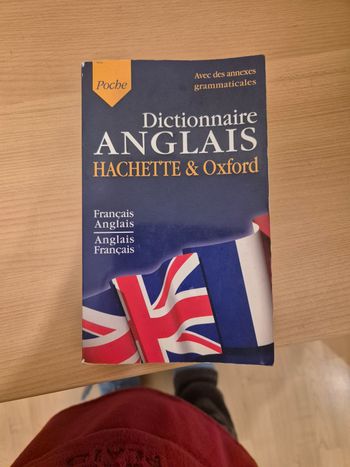 Poche
Avec des annexes
grammaticales
Dictionnaire
ANGLAIS
HACHETTE & Oxford
Français
Anglais
Anglais
Français